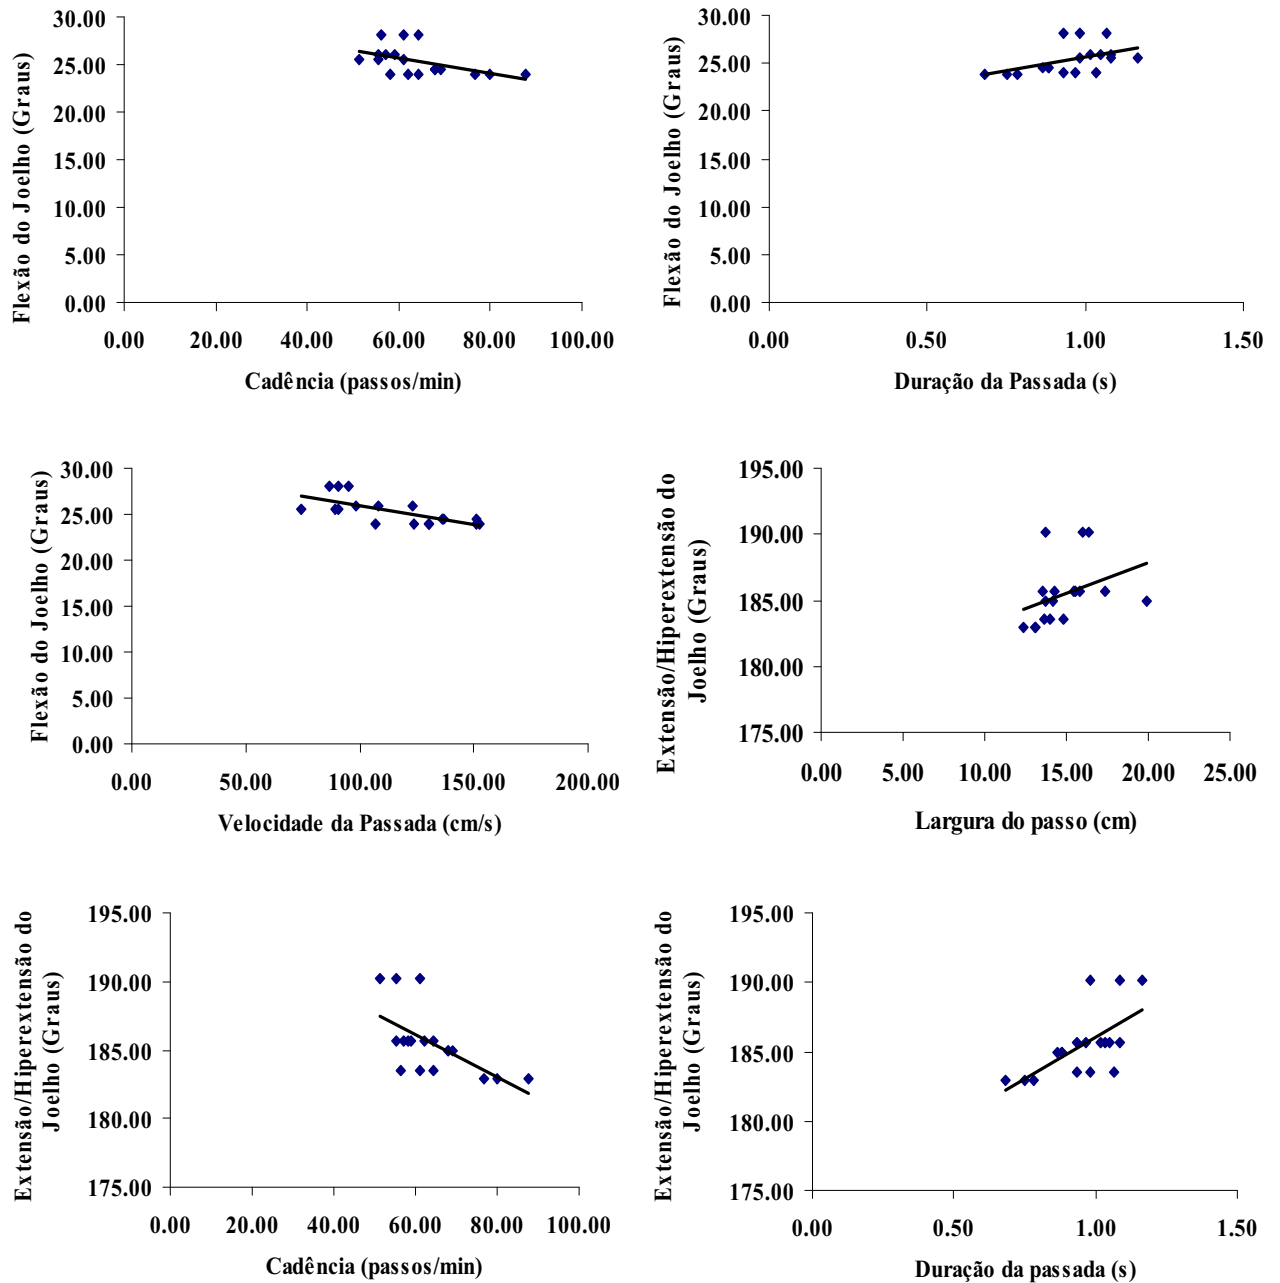 Flexão do Joelho (Graus)
30.00
25.00
20.00
15.00
10.00
5.00
0.00
0.00 20.00 40.00 60.00 80.00 100.00
Cadência (passos/min)
Flexão do Joelho (Graus)
30.00
25.00
20.00
15.00
10.00
5.00
0.00
0.00 0.50 1.00 1.50
Duração da Passada (s)
Flexão do Joelho (Graus)
30.00
25.00
20.00
15.00
10.00
5.00
0.00
0.00 50.00 100.00 150.00 200.00
Velocidade da Passada (cm/s)
Extensão/Hiperextensão do
Joelho (Graus)
195.00
190.00
185.00
180.00
175.00
0.00 5.00 10.00 15.00 20.00 25.00
Largura do passo (cm)
Extensão/Hiperextensão do
Joelho (Graus)
195.00
190.00
185.00
180.00
175.00
0.00 20.00 40.00 60.00 80.00 100.00
Cadência (passos/min)
Extensão/Hiperextensão do
Joelho (Graus)
195.00
190.00
185.00
180.00
175.00
0.00 0.50 1.00 1.50
Duração da passada (s)